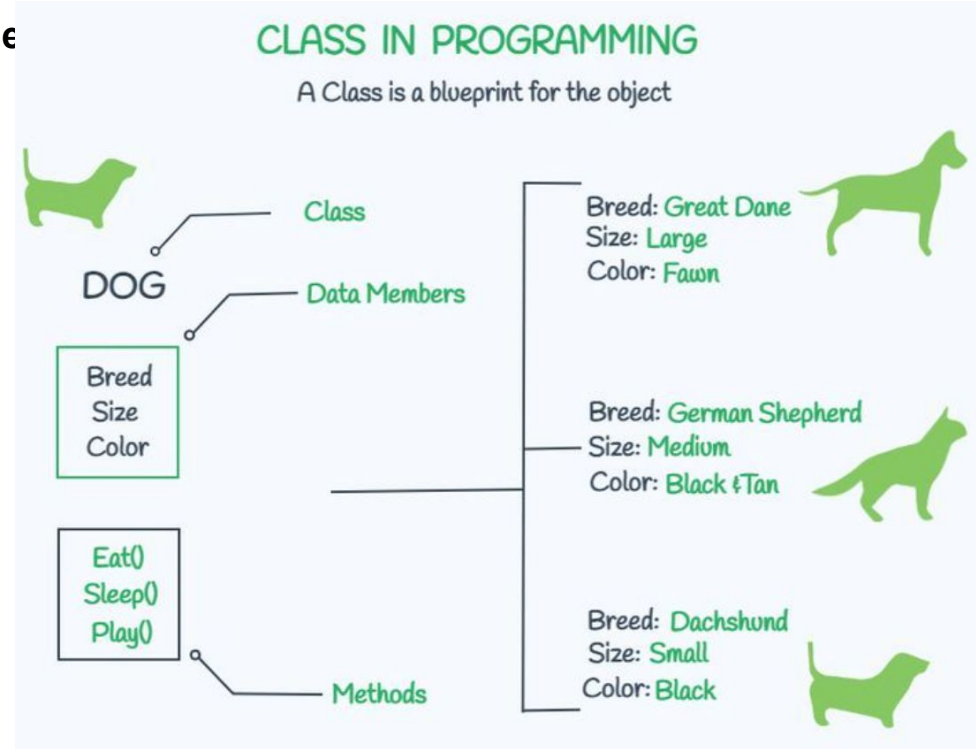 e
CLASS IN PROGRAMMING
A Class is a blueprint for the object
Class
DOG
Data Members
Breed
Size
Color
Eat()
Sleep()
Play()
Methods
Breed: Great Dane
Size: Large
Color: Fawn
Breed: German Shepherd
Size: Medium
Color: Black &Tan
Breed: Dachshund
Size: Small
Color: Black